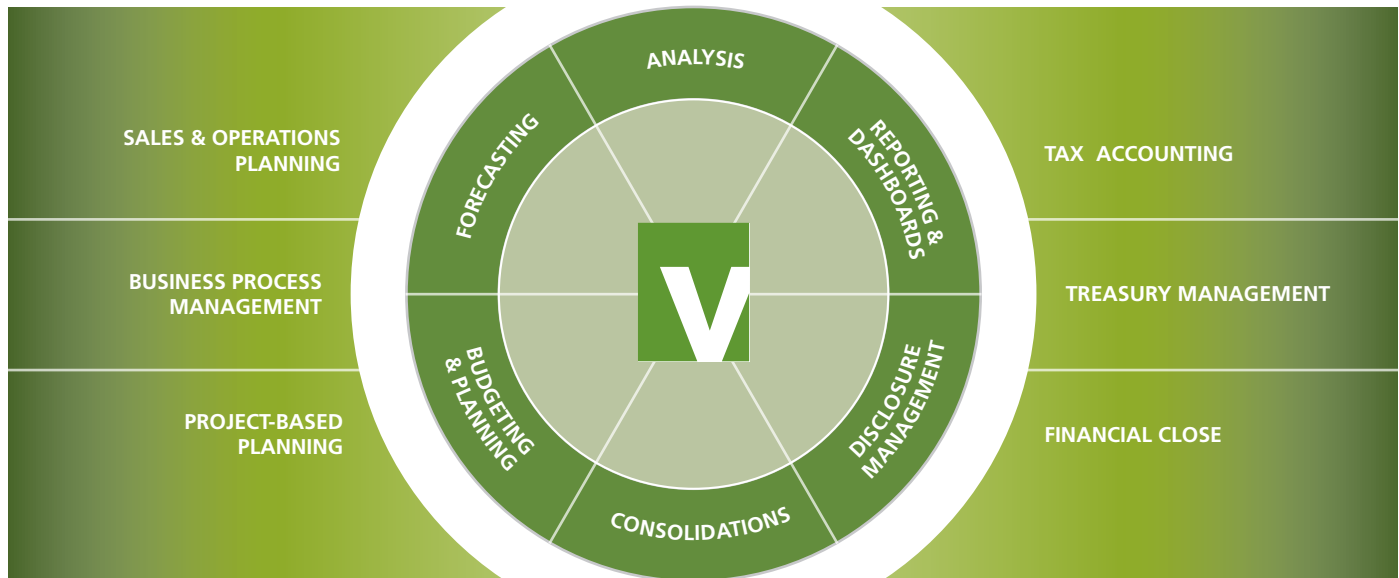 ANALYSIS
FORECASTING
REPORTING &
DASHBOARDS
SALES & OPERATIONS
PLANNING
TAX ACCOUNTING
BUSINESS PROCESS
MANAGEMENT
V
TREASURY MANAGEMENT
BUDGETING
& PLANNING
DISCLOSURE
MANAGEMENT
PROJECT-BASED
PLANNING
FINANCIAL CLOSE
CONSOLIDATIONS